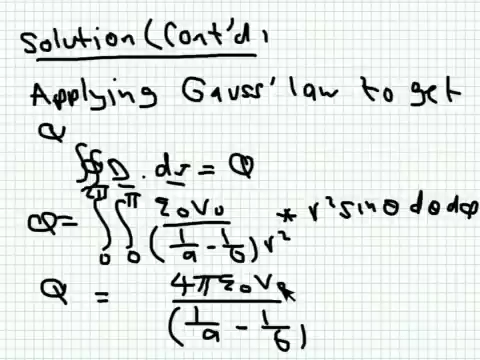 Solution (Cont'd)
Applying Gauss' law to get
Q
∯ D . ds = Q
Q = ∫₀^2π ∫₀^π ε₀V₀ / ((1/a - 1/b) r²) * r² sinθ dθ dφ
Q = 4πε₀V₀ / (1/a - 1/b)